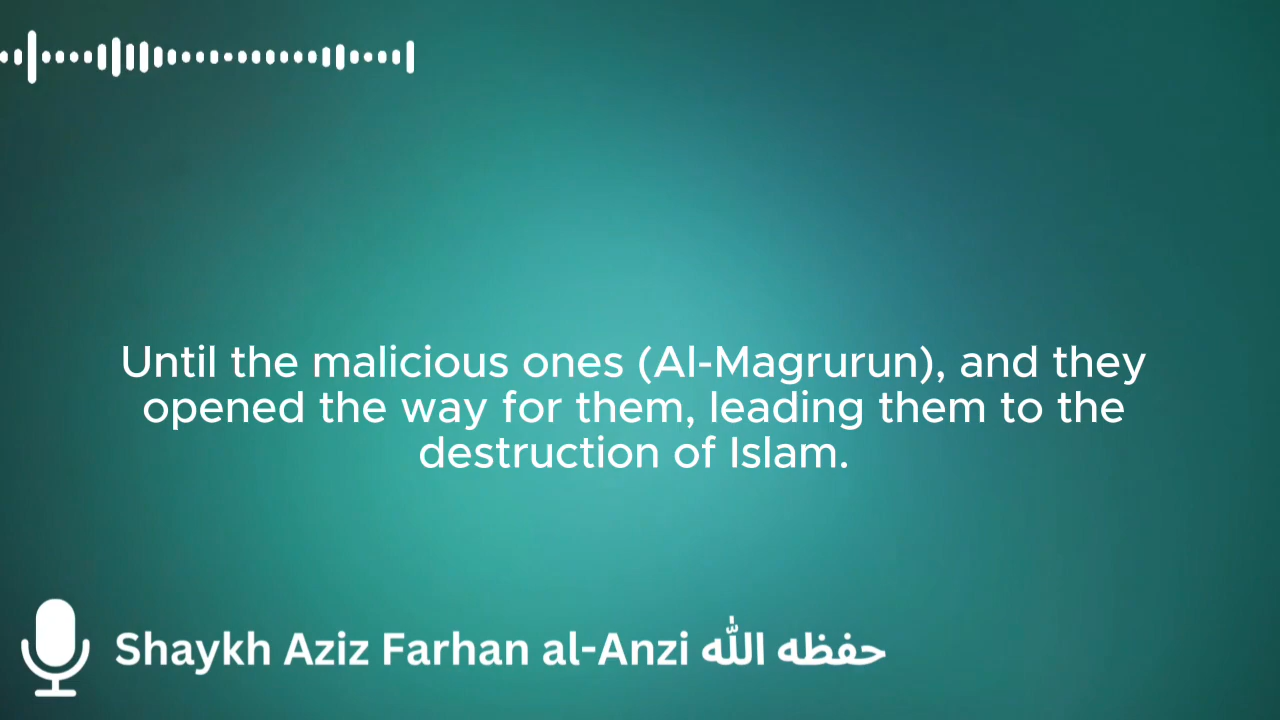 Until the malicious ones (Al-Magrurun), and they
opened the way for them, leading them to the
destruction of Islam.
Shaykh Aziz Farhan al-Anzi حفظه الله